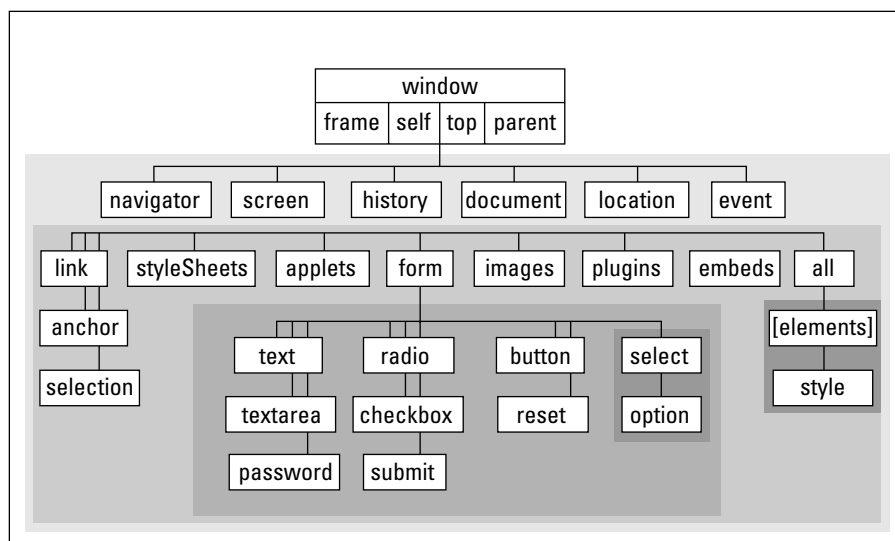 window
frame self top parent
navigator screen history document location event
link styleSheets applets form images plugins embeds all
anchor [elements]
text radio button select
selection style
textarea checkbox reset option
password submit